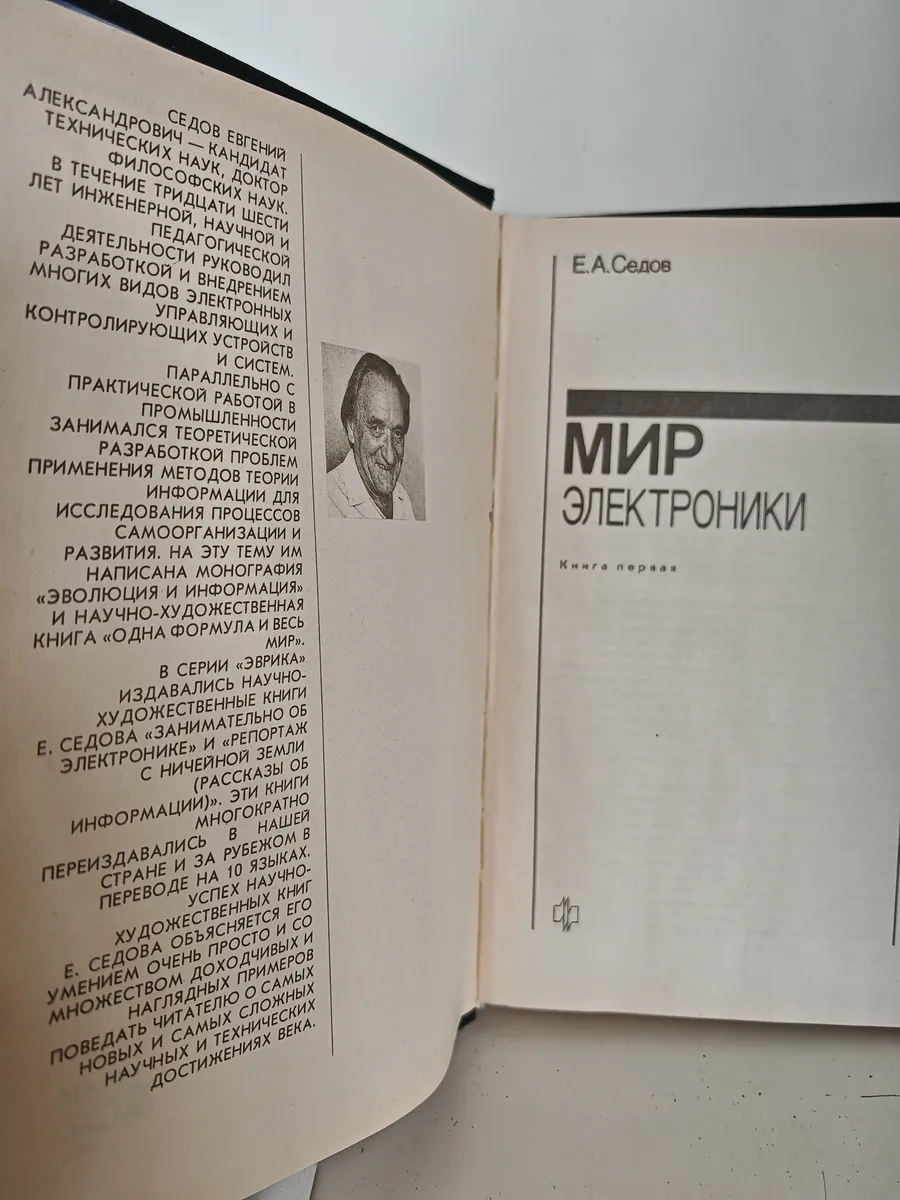 СЕДОВ ЕВГЕНИЙ
АЛЕКСАНДРОВИЧ — КАНДИДАТ
ТЕХНИЧЕСКИХ НАУК, ДОКТОР
ФИЛОСОФСКИХ НАУК.
В ТЕЧЕНИЕ ТРИДЦАТИ ШЕСТИ
ЛЕТ ИНЖЕНЕРНОЙ, НАУЧНОЙ И
ПЕДАГОГИЧЕСКОЙ
ДЕЯТЕЛЬНОСТИ РУКОВОДИЛ
РАЗРАБОТКОЙ И ВНЕДРЕНИЕМ
МНОГИХ ВИДОВ ЭЛЕКТРОННЫХ
УПРАВЛЯЮЩИХ И
КОНТРОЛИРУЮЩИХ УСТРОЙСТВ
И СИСТЕМ.
ПАРАЛЛЕЛЬНО С
ПРАКТИЧЕСКОЙ РАБОТОЙ В
ПРОМЫШЛЕННОСТИ
ЗАНИМАЛСЯ ТЕОРЕТИЧЕСКОЙ
РАЗРАБОТКОЙ ПРОБЛЕМ
ПРИМЕНЕНИЯ МЕТОДОВ ТЕОРИИ
ИНФОРМАЦИИ ДЛЯ
ИССЛЕДОВАНИЯ ПРОЦЕССОВ
САМООРГАНИЗАЦИИ И
РАЗВИТИЯ. НА ЭТУ ТЕМУ ИМ
НАПИСАНА МОНОГРАФИЯ
«ЭВОЛЮЦИЯ И ИНФОРМАЦИЯ»
И НАУЧНО-ХУДОЖЕСТВЕННАЯ
КНИГА «ОДНА ФОРМУЛА И ВЕСЬ
МИР».
В СЕРИИ «ЭВРИКА»
ИЗДАВАЛИСЬ НАУЧНО-
ХУДОЖЕСТВЕННЫЕ КНИГИ
Е. СЕДОВА «ЗАНИМАТЕЛЬНО ОБ
ЭЛЕКТРОНИКЕ» И «РЕПОРТАЖ
С НИЧЕЙНОЙ ЗЕМЛИ
(РАССКАЗЫ ОБ
ИНФОРМАЦИИ)». ЭТИ КНИГИ
МНОГОКРАТНО
ПЕРЕИЗДАВАЛИСЬ В НАШЕЙ
СТРАНЕ И ЗА РУБЕЖОМ В
ПЕРЕВОДЕ НА 10 ЯЗЫКАХ.
УСПЕХ НАУЧНО-
ХУДОЖЕСТВЕННЫХ КНИГ
Е. СЕДОВА ОБЪЯСНЯЕТСЯ ЕГО
УМЕНИЕМ ОЧЕНЬ ПРОСТО И СО
МНОЖЕСТВОМ ДОХОДЧИВЫХ И
НАГЛЯДНЫХ ПРИМЕРОВ
ПОВЕДАТЬ ЧИТАТЕЛЮ О САМЫХ
НОВЫХ И САМЫХ СЛОЖНЫХ
НАУЧНЫХ И ТЕХНИЧЕСКИХ
ДОСТИЖЕНИЯХ ВЕКА.
Е.А.Седов
МИР
ЭЛЕКТРОНИКИ
Книга первая